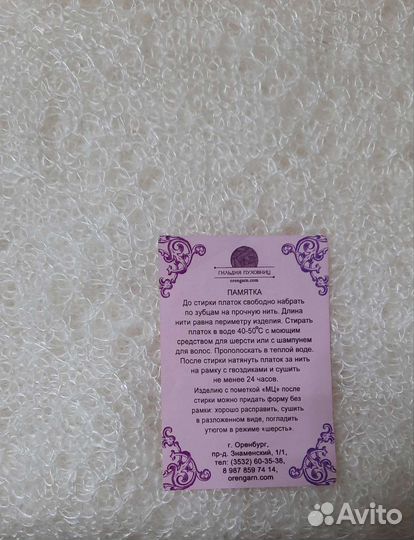 ГИЛЬДИЯ ПУХОВНИЦ
orengarn.com
ПАМЯТКА
До стирки платок свободно набрать
по зубцам на прочную нить. Длина
нити равна периметру изделия. Стирать
платок в воде 40-50°С с моющим
средством для шерсти или с шампунем
для волос. Прополоскать в теплой воде.
После стирки натянуть платок за нить
на рамку с гвоздиками и сушить
не менее 24 часов.
Изделию с пометкой «МЦ» после
стирки можно придать форму без
рамки: хорошо расправить, сушить
в разложенном виде, погладить
утюгом в режиме «шерсть».
г. Оренбург,
пр-д. Знаменский, 1/1,
тел: (3532) 60-35-38,
8 987 859 74 14,
orengarn.com
Avito